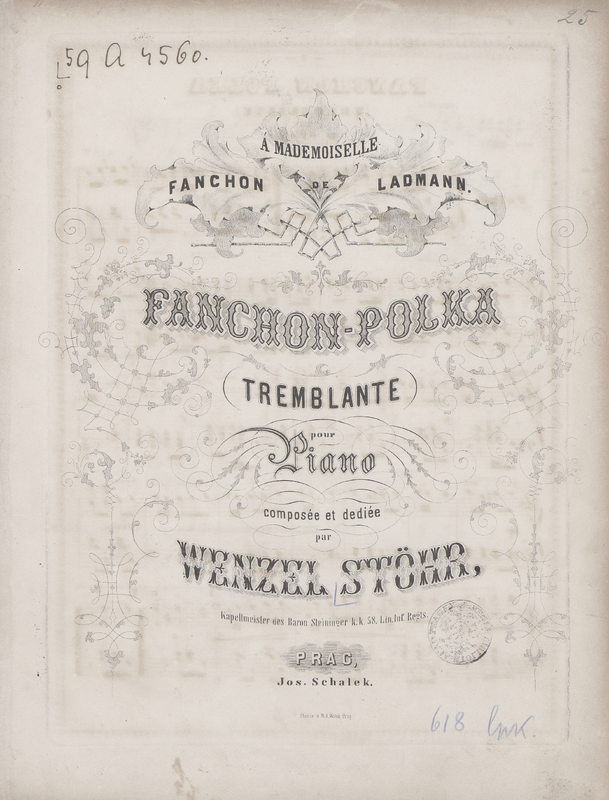 25
59 A 4560.
À MADEMOISELLE
FANCHON DE LADMANN.
FANCHON-POLKA
(TREMBLANTE)
pour
Piano
composée et dediée
par
WENZEL STÖHR,
Kapellmeister des Baron Steininger k.k. 58. Lin. Inf. Regts.
PRAG,
Jos. Schalek.
618